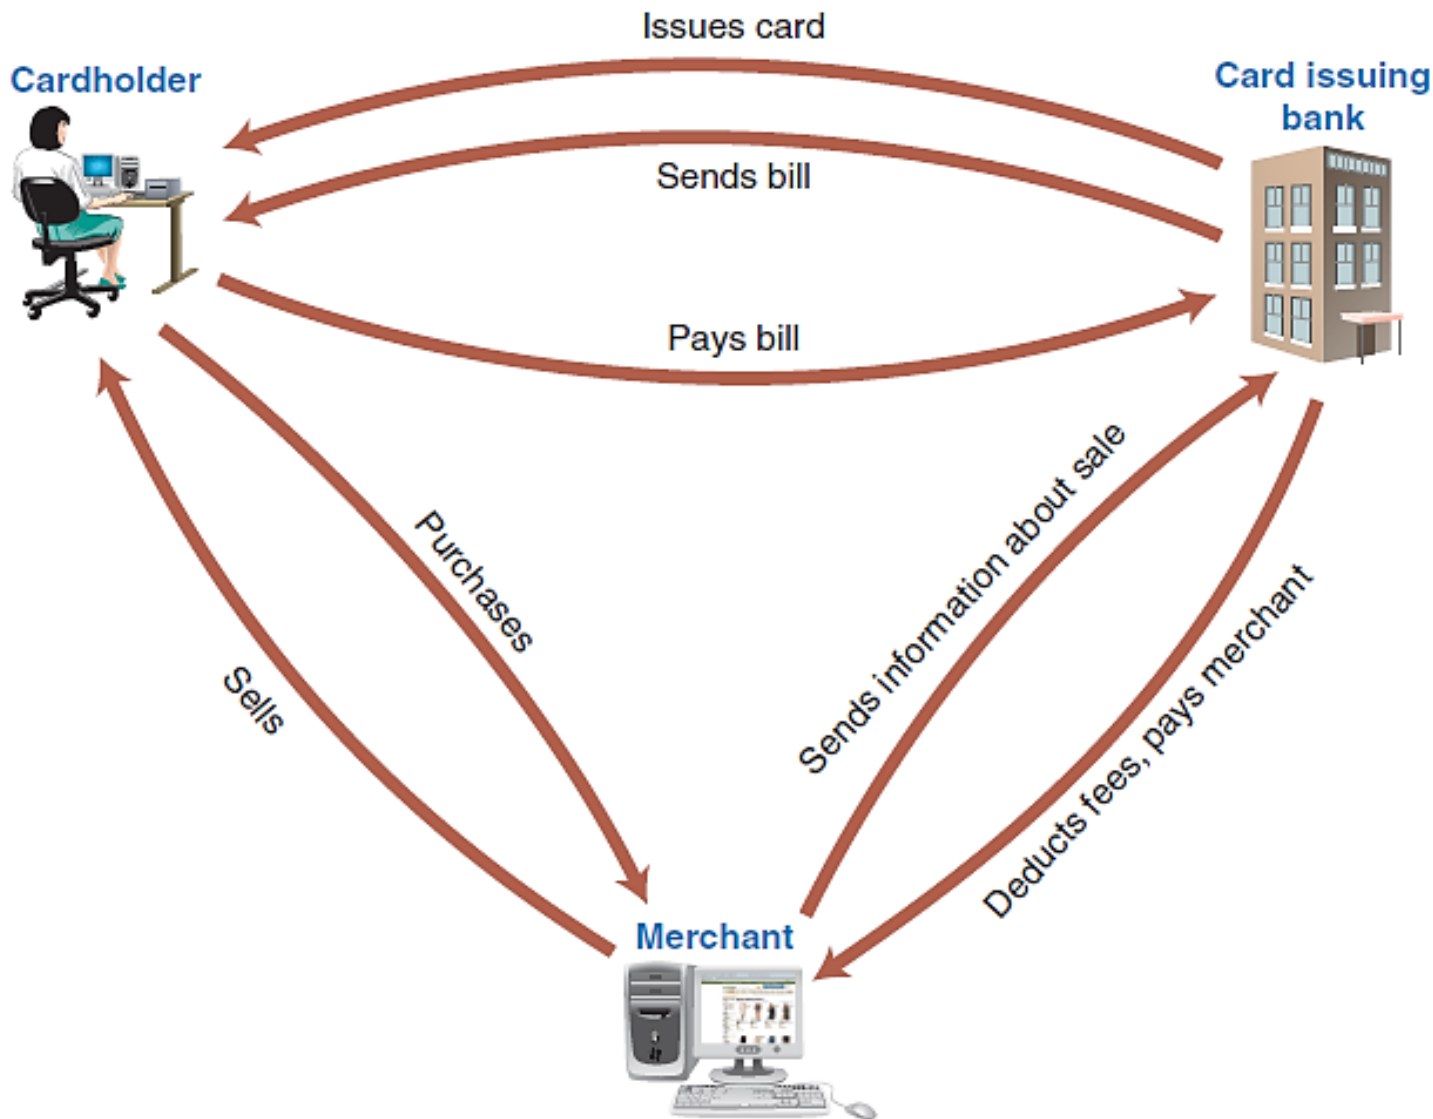 Issues card
Cardholder
Card issuing
bank
Sends bill
Pays bill
Purchases
Sells
Sends information about sale
Deducts fees, pays merchant
Merchant